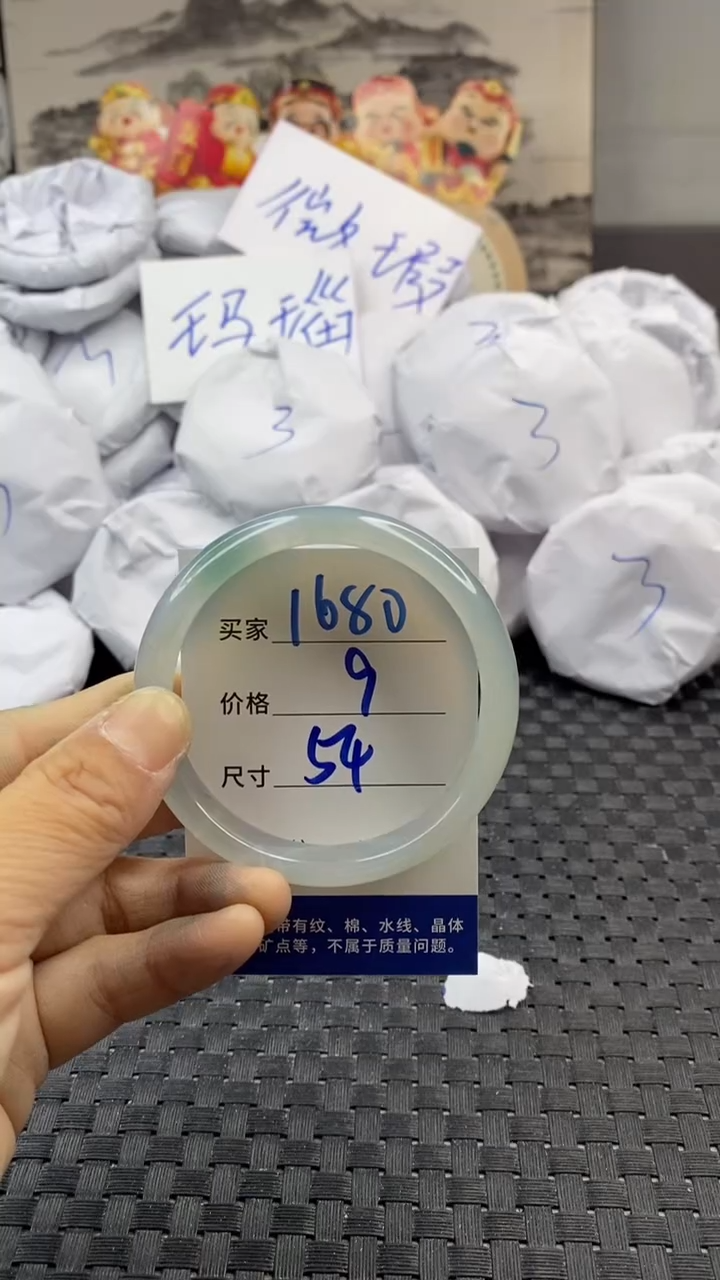 微瑕
玛瑙
3
3
3
买家 1680
价格 9
尺寸 54
带有纹、棉、水线、晶体
矿点等，不属于质量问题。